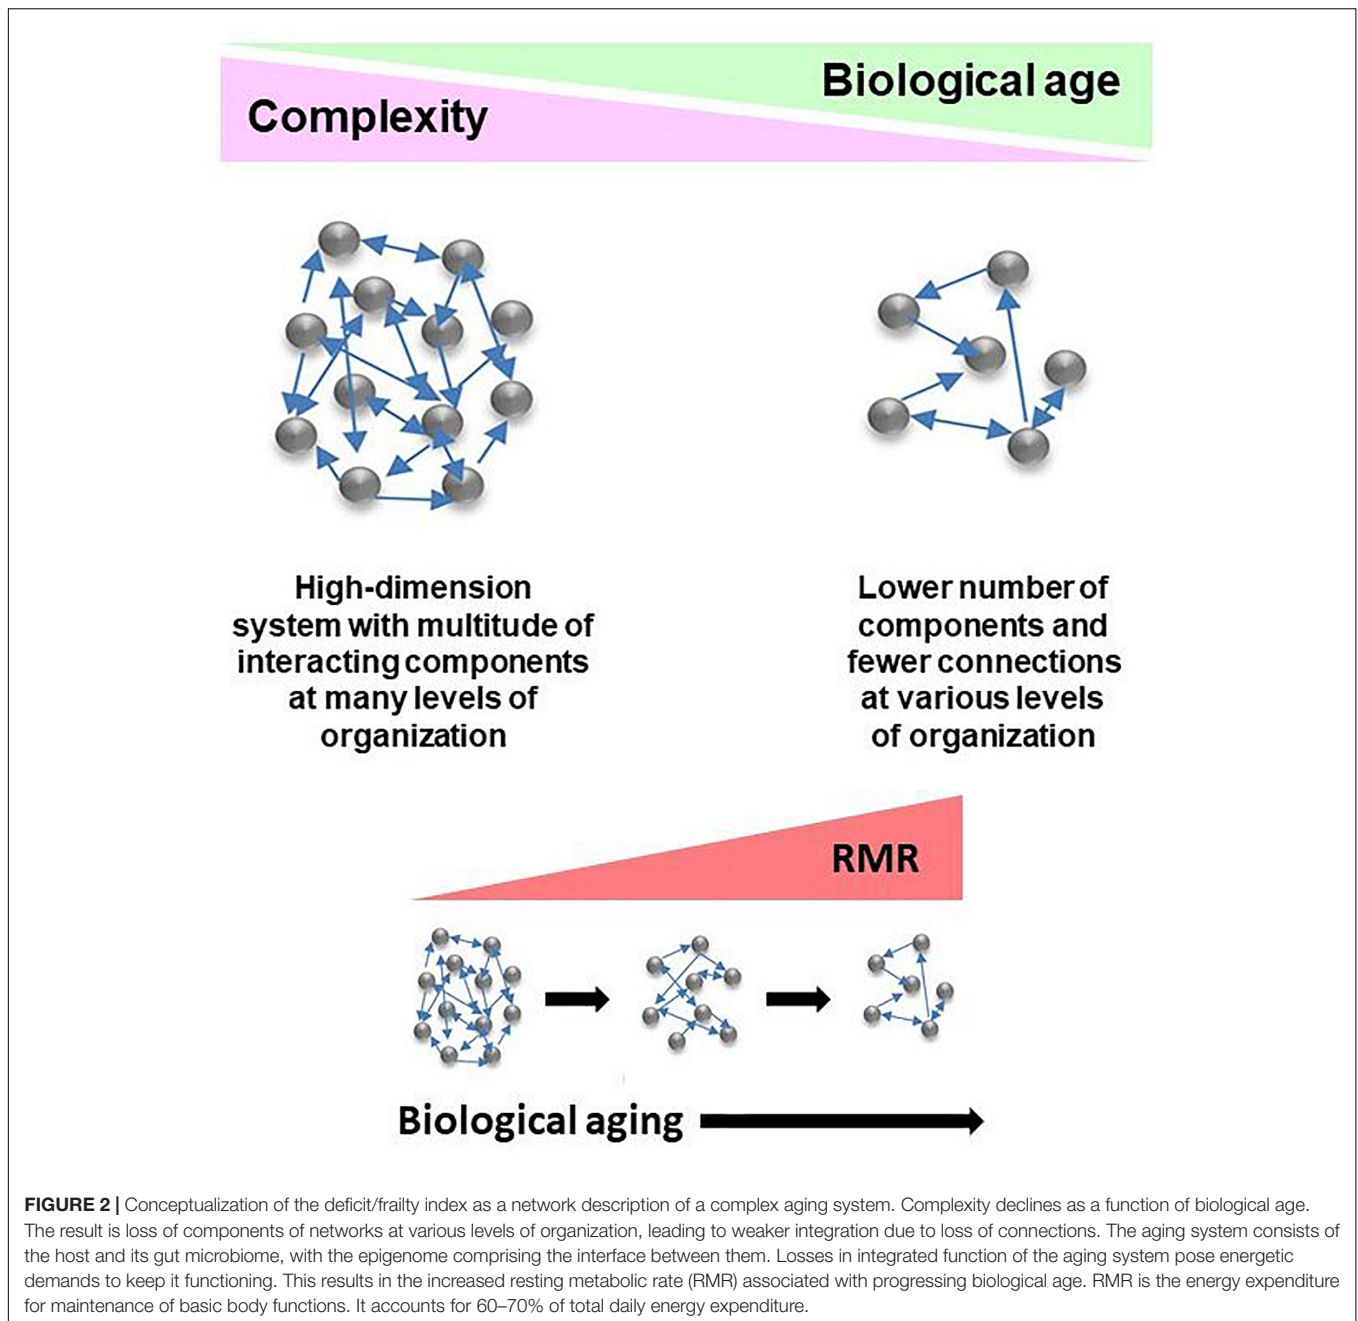 Biological age
Complexity
High-dimension
system with multitude of
interacting components
at many levels of
organization
Lower number of
components and
fewer connections
at various levels
of organization
RMR
Biological aging
FIGURE 2 | Conceptualization of the deficit/frailty index as a network description of a complex aging system. Complexity declines as a function of biological age.
The result is loss of components of networks at various levels of organization, leading to weaker integration due to loss of connections. The aging system consists of
the host and its gut microbiome, with the epigenome comprising the interface between them. Losses in integrated function of the aging system pose energetic
demands to keep it functioning. This results in the increased resting metabolic rate (RMR) associated with progressing biological age. RMR is the energy expenditure
for maintenance of basic body functions. It accounts for 60–70% of total daily energy expenditure.